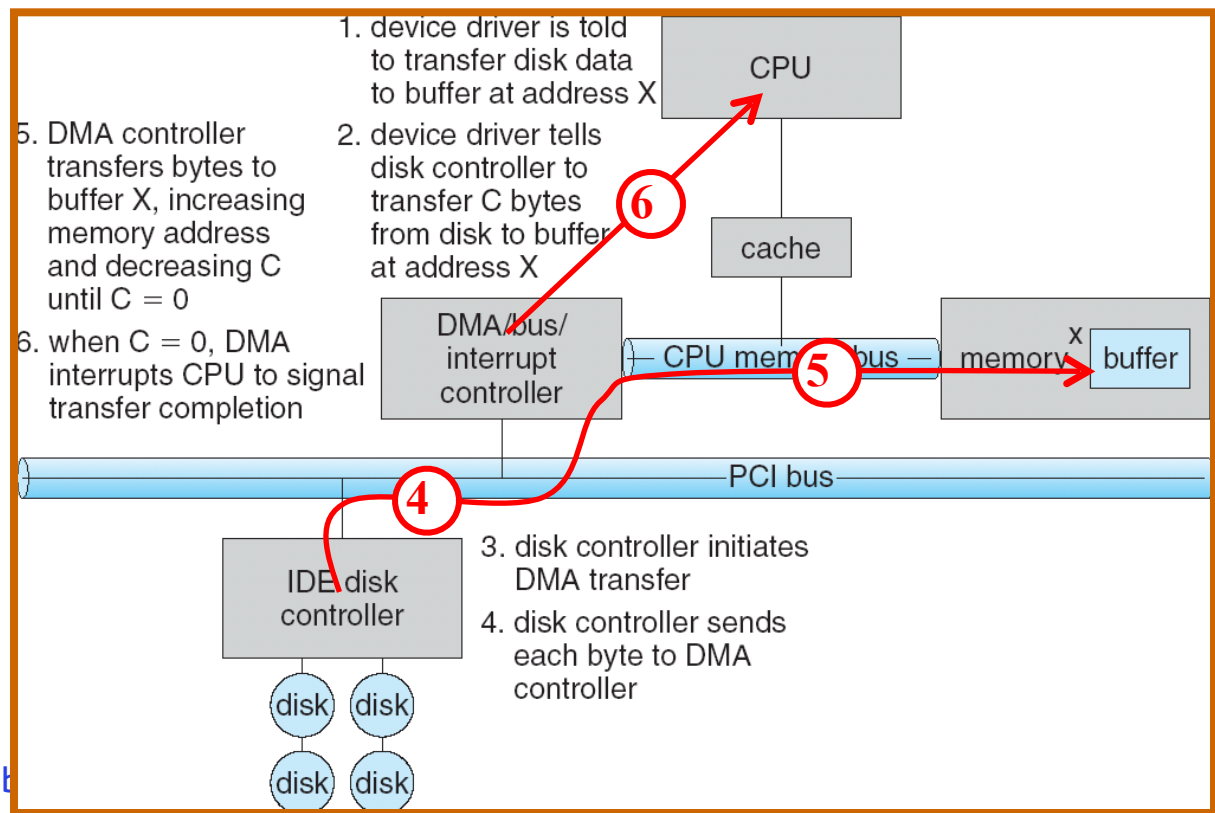 1. device driver is told
to transfer disk data
to buffer at address X
2. device driver tells
disk controller to
transfer C bytes
from disk to buffer
at address X
5. DMA controller
transfers bytes to
buffer X, increasing
memory address
and decreasing C
until C = 0
6. when C = 0, DMA
interrupts CPU to signal
transfer completion
CPU
6
cache
DMA/bus/
interrupt
controller
CPU memory bus
5
memory
x
buffer
PCI bus
4
IDE disk
controller
3. disk controller initiates
DMA transfer
4. disk controller sends
each byte to DMA
controller
disk disk
disk disk